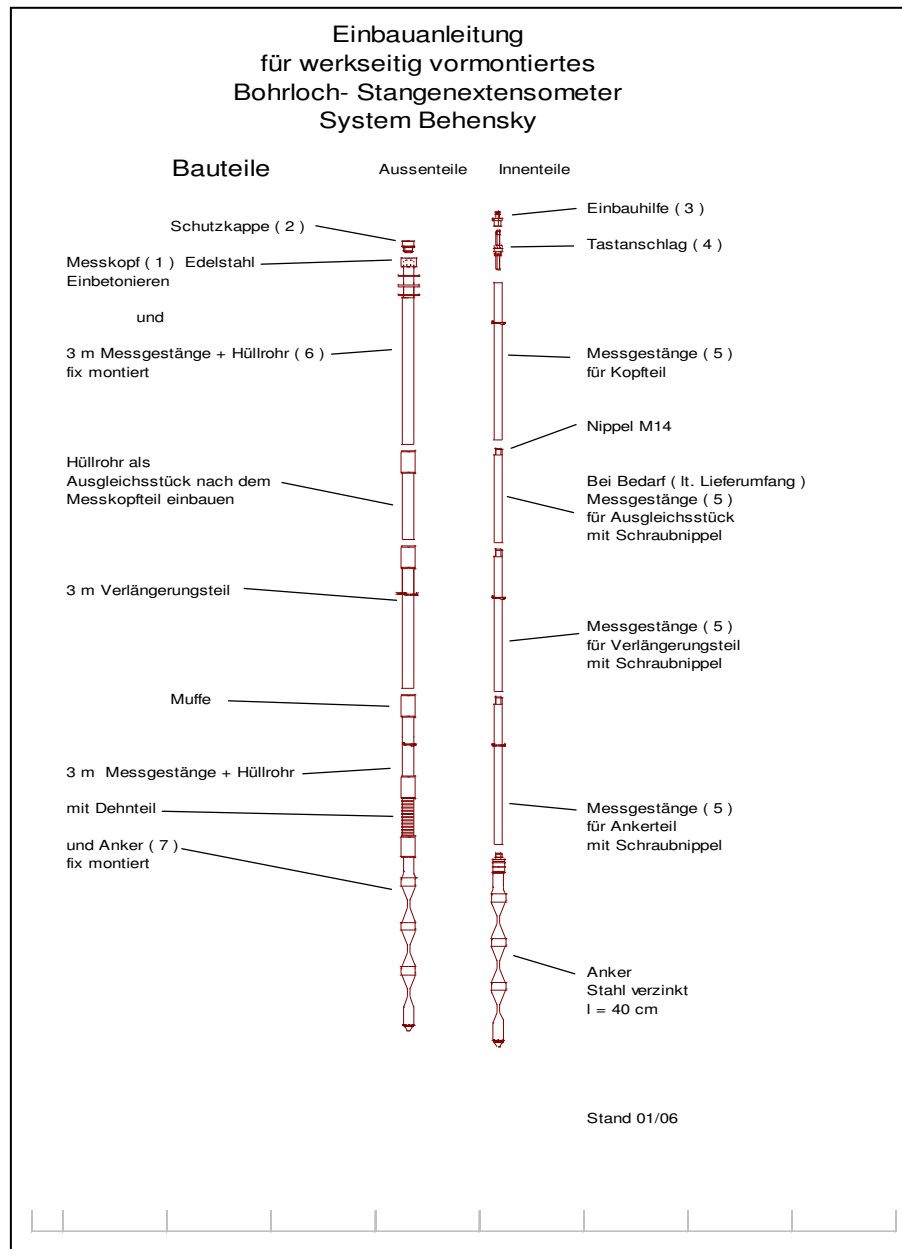 Einbauanleitung
für werkseitig vormontiertes
Bohrloch- Stangenextensometer
System Behensky
Bauteile
Aussenteile
Innenteile
Schutzkappe ( 2 )
Messkopf ( 1 ) Edelstahl
Einbetonieren
und
3 m Messgestänge + Hüllrohr ( 6 )
fix montiert
Hüllrohr als
Ausgleichsstück nach dem
Messkopfteil einbauen
3 m Verlängerungsteil
Muffe
3 m Messgestänge + Hüllrohr
mit Dehnteil
und Anker ( 7 )
fix montiert
Einbauhilfe ( 3 )
Tastanschlag ( 4 )
Messgestänge ( 5 )
für Kopfteil
Nippel M14
Bei Bedarf ( lt. Lieferumfang )
Messgestänge ( 5 )
für Ausgleichsstück
mit Schraubnippel
Messgestänge ( 5 )
für Verlängerungsteil
mit Schraubnippel
Messgestänge ( 5 )
für Ankerteil
mit Schraubnippel
Anker
Stahl verzinkt
l = 40 cm
Stand 01/06